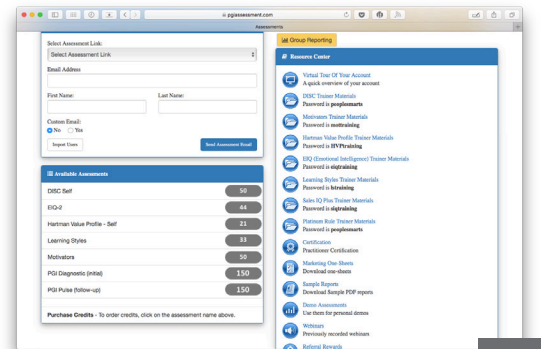 pgiassessment.com
Assessments
Select Assessment Link:
Select Assessment Link
Email Address
First Name:
Last Name:
Custom Email:
No
Yes
Import Users
Send Assessment Email
Available Assessments
DISC Self
50
EIQ-2
44
Hartman Value Profile - Self
21
Learning Styles
33
Motivators
50
PGI Diagnostic (initial)
150
PGI Pulse (follow-up)
150
Purchase Credits - To order credits, click on the assessment name above.
Group Reporting
Resource Center
Virtual Tour Of Your Account
A quick overview of your account
DISC Trainer Materials
Password is peoplesmarts
Motivators Trainer Materials
Password is mottraining
Hartman Value Profile Trainer Materials
Password is HVPtraining
EIQ (Emotional Intelligence) Trainer Materials
Password is eiqtraining
Learning Styles Trainer Materials
Password is lstraining
Sales IQ Plus Trainer Materials
Password is siqtraining
Platinum Rule Trainer Materials
Password is peoplesmarts
Certification
Practitioner Certification
Marketing One-Sheets
Download one-sheets
Sample Reports
Download Sample PDF reports
Demo Assessments
Use them for personal demos
Webinars
Previously recorded webinars
Referral Rewards